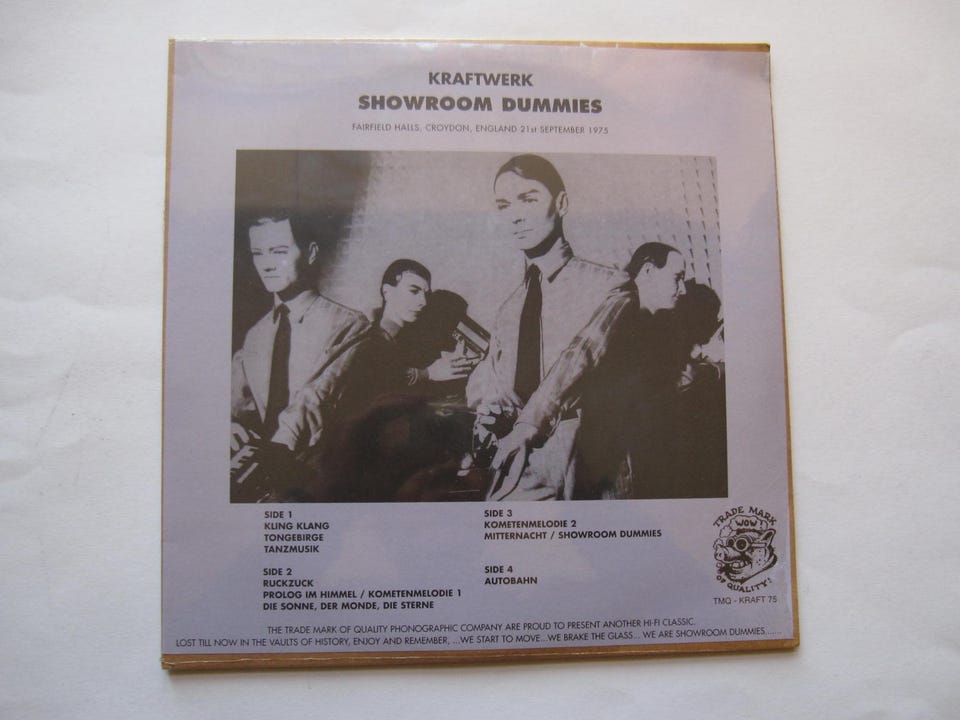 KRAFTWERK
SHOWROOM DUMMIES
FAIRFIELD HALLS, CROYDON, ENGLAND 21st SEPTEMBER 1975
SIDE 1
KLING KLANG
TONGEBIRGE
TANZMUSIK
SIDE 2
RUCKZUCK
PROLOG IM HIMMEL / KOMETENMELODIE 1
DIE SONNE, DER MONDE, DIE STERNE
SIDE 3
KOMETENMELODIE 2
MITTERNACHT / SHOWROOM DUMMIES
SIDE 4
AUTOBAHN
TRADE MARK
WOW!
OF QUALITY!
TMQ - KRAFT 75
THE TRADE MARK OF QUALITY PHONOGRAPHIC COMPANY ARE PROUD TO PRESENT ANOTHER HI-FI CLASSIC.
LOST TILL NOW IN THE VAULTS OF HISTORY, ENJOY AND REMEMBER, ...WE START TO MOVE...WE BRAKE THE GLASS... WE ARE SHOWROOM DUMMIES......